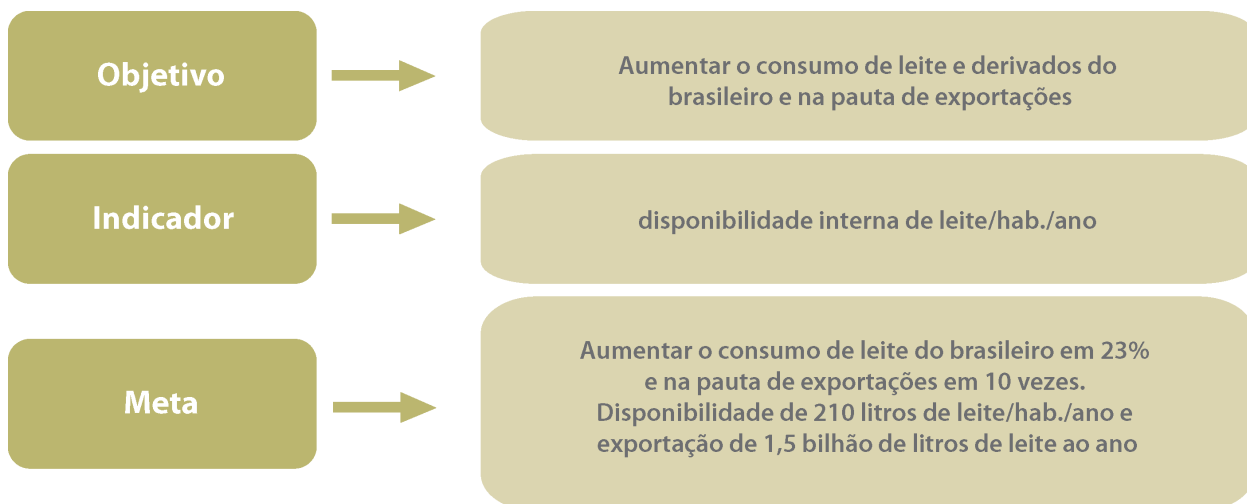 Objetivo
Aumentar o consumo de leite e derivados do
brasileiro e na pauta de exportações
Indicador
disponibilidade interna de leite/hab./ano
Meta
Aumentar o consumo de leite do brasileiro em 23%
e na pauta de exportações em 10 vezes.
Disponibilidade de 210 litros de leite/hab./ano e
exportação de 1,5 bilhão de litros de leite ao ano